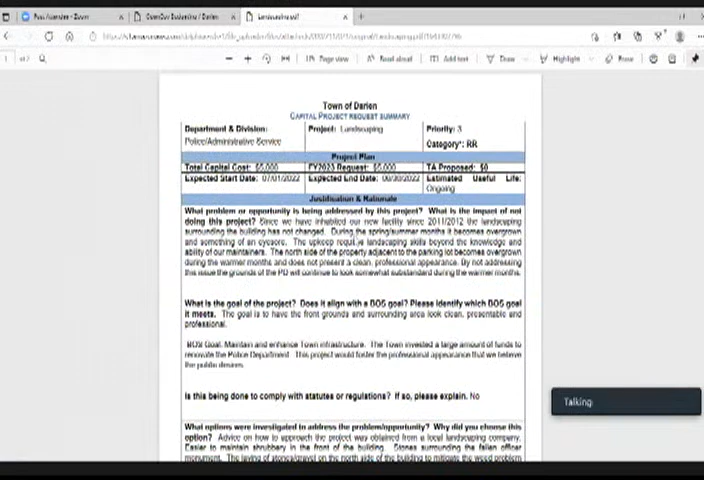 Landscaping.pdf
Page view
Read aloud
Add text
Draw
Highlight
Erase
Town of Darien
CAPITAL PROJECT REQUEST SUMMARY
Department & Division:
Police/Administrative Service
Project: Landscaping
Priority: 3
Category*: RR
Project Plan
Total Capital Cost: $5,000
FY2023 Request: $5,000
TA Proposed: $0
Expected Start Date: 07/01/2022
Expected End Date: 06/30/2022
Estimated Useful Life:
Ongoing
Justification & Rationale
What problem or opportunity is being addressed by this project? What is the impact of not
doing this project? Since we have inhabited our new facility since 2011/2012 the landscaping
surrounding the building has not changed. During the spring/summer months it becomes overgrown
and something of an eyesore. The upkeep require landscaping skills beyond the knowledge and
ability of our maintainers. The north side of the property adjacent to the parking lot becomes overgrown
during the warmer months and does not present a clean, professional appearance. By not addressing
this issue the grounds of the PD will continue to look somewhat substandard during the warmer months.
What is the goal of the project? Does it align with a BOS goal? Please identify which BOS goal
it meets. The goal is to have the front grounds and surrounding area look clean, presentable and
professional.
BOS Goal: Maintain and enhance Town infrastructure. The Town invested a large amount of funds to
renovate the Police Department. This project would foster the professional appearance that we believe
the public desires.
Is this being done to comply with statutes or regulations? If so, please explain. No
What options were investigated to address the problem/opportunity? Why did you choose this
option? Advice on how to approach the project was obtained from a local landscaping company.
Easier to maintain shrubbery in the front of the building. Stones surrounding the fallen officer
monument. The laying of stones/gravel on the north side of the building to mitigate the weed problem
Talking: